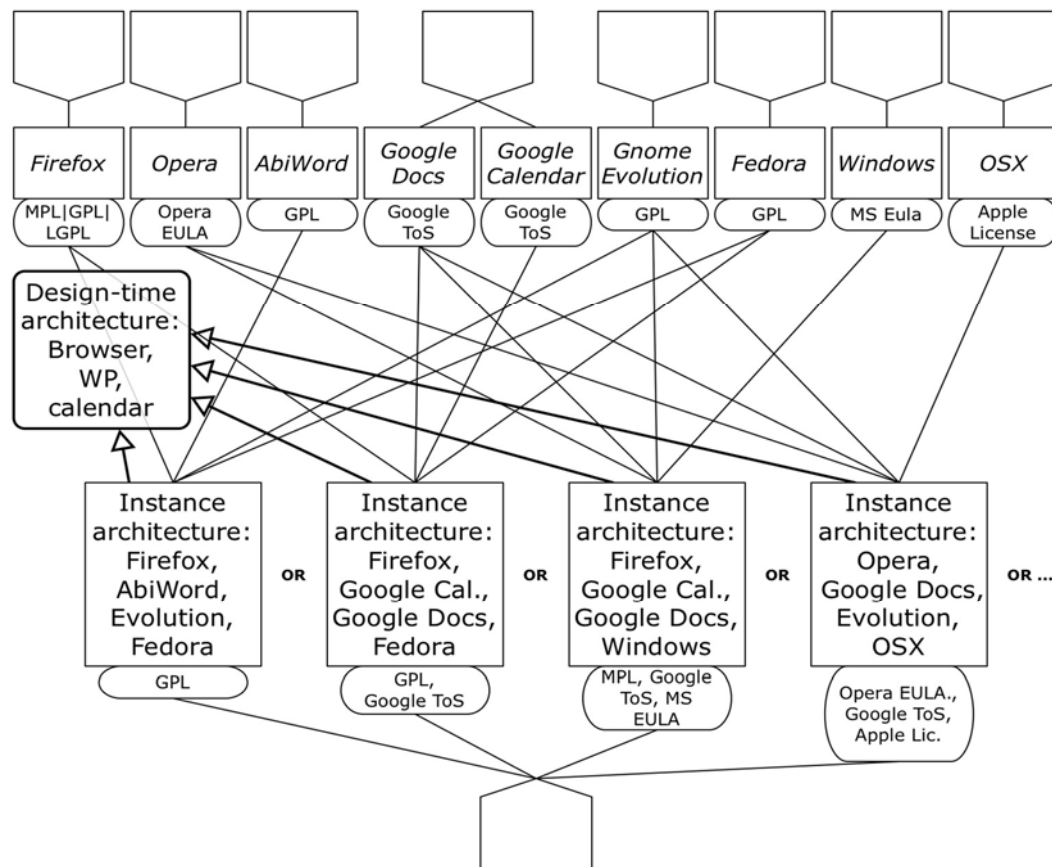 Firefox
Opera
AbiWord
Google
Docs
Google
Calendar
Gnome
Evolution
Fedora
Windows
OSX
MPL|GPL|
LGPL
Opera
EULA
GPL
Google
ToS
Google
ToS
GPL
GPL
MS Eula
Apple
License
Design-time
architecture:
Browser,
WP,
calendar
Instance
architecture:
Firefox,
AbiWord,
Evolution,
Fedora
OR
Instance
architecture:
Firefox,
Google Cal.,
Google Docs,
Fedora
OR
Instance
architecture:
Firefox,
Google Cal.,
Google Docs,
Windows
OR
Instance
architecture:
Opera,
Google Docs,
Evolution,
OSX
OR ...
GPL
GPL,
Google ToS
MPL, Google
ToS, MS
EULA
Opera EULA.,
Google ToS,
Apple Lic.